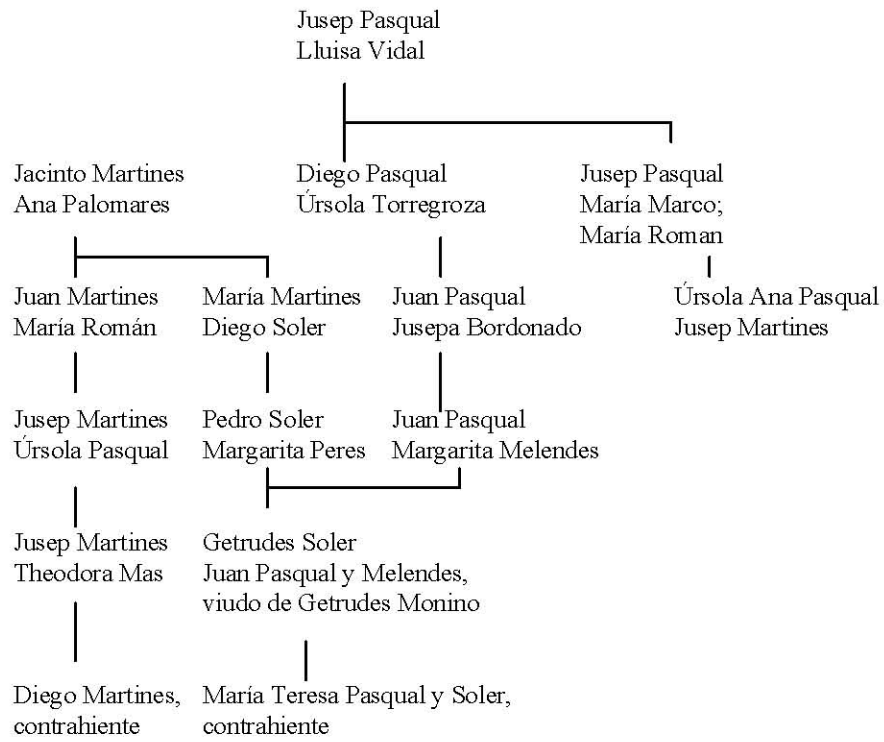 Jusep Pasqual
Lluisa Vidal
Jacinto Martines
Ana Palomares
Diego Pasqual
Úrsola Torregroza
Jusep Pasqual
María Marco;
María Roman
Juan Martines
María Román
María Martines
Diego Soler
Juan Pasqual
Jusepa Bordonado
Úrsola Ana Pasqual
Jusep Martines
Jusep Martines
Úrsola Pasqual
Pedro Soler
Margarita Peres
Juan Pasqual
Margarita Melendes
Jusep Martines
Theodora Mas
Getrudes Soler
Juan Pasqual y Melendes,
viudo de Getrudes Monino
Diego Martines,
contrahiente
María Teresa Pasqual y Soler,
contrahiente